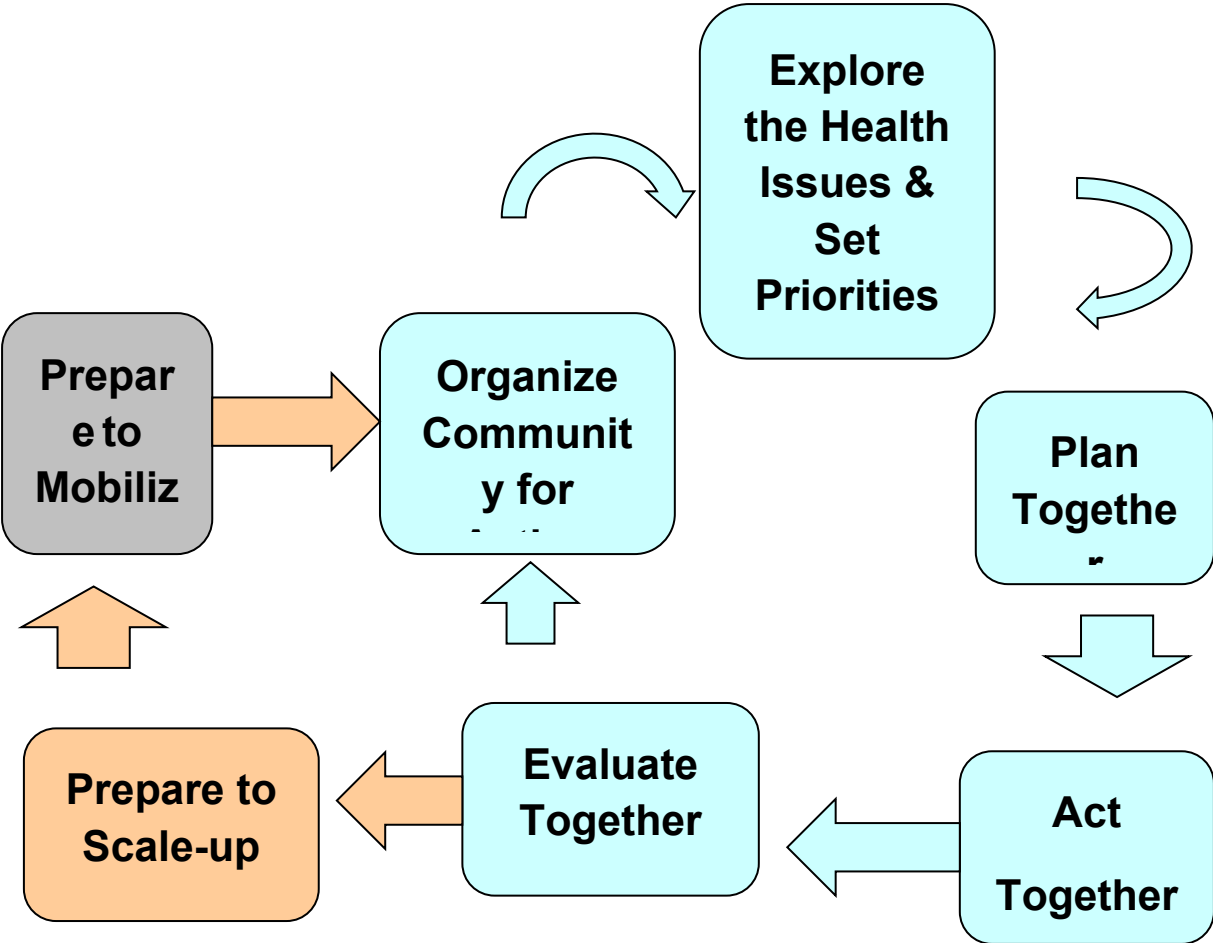 Explore
the Health
Issues &
Set
Priorities
Prepar
e to
Mobiliz
Organize
Communit
y for
Plan
Togethe
r
Act
Together
Evaluate
Together
Prepare to
Scale-up